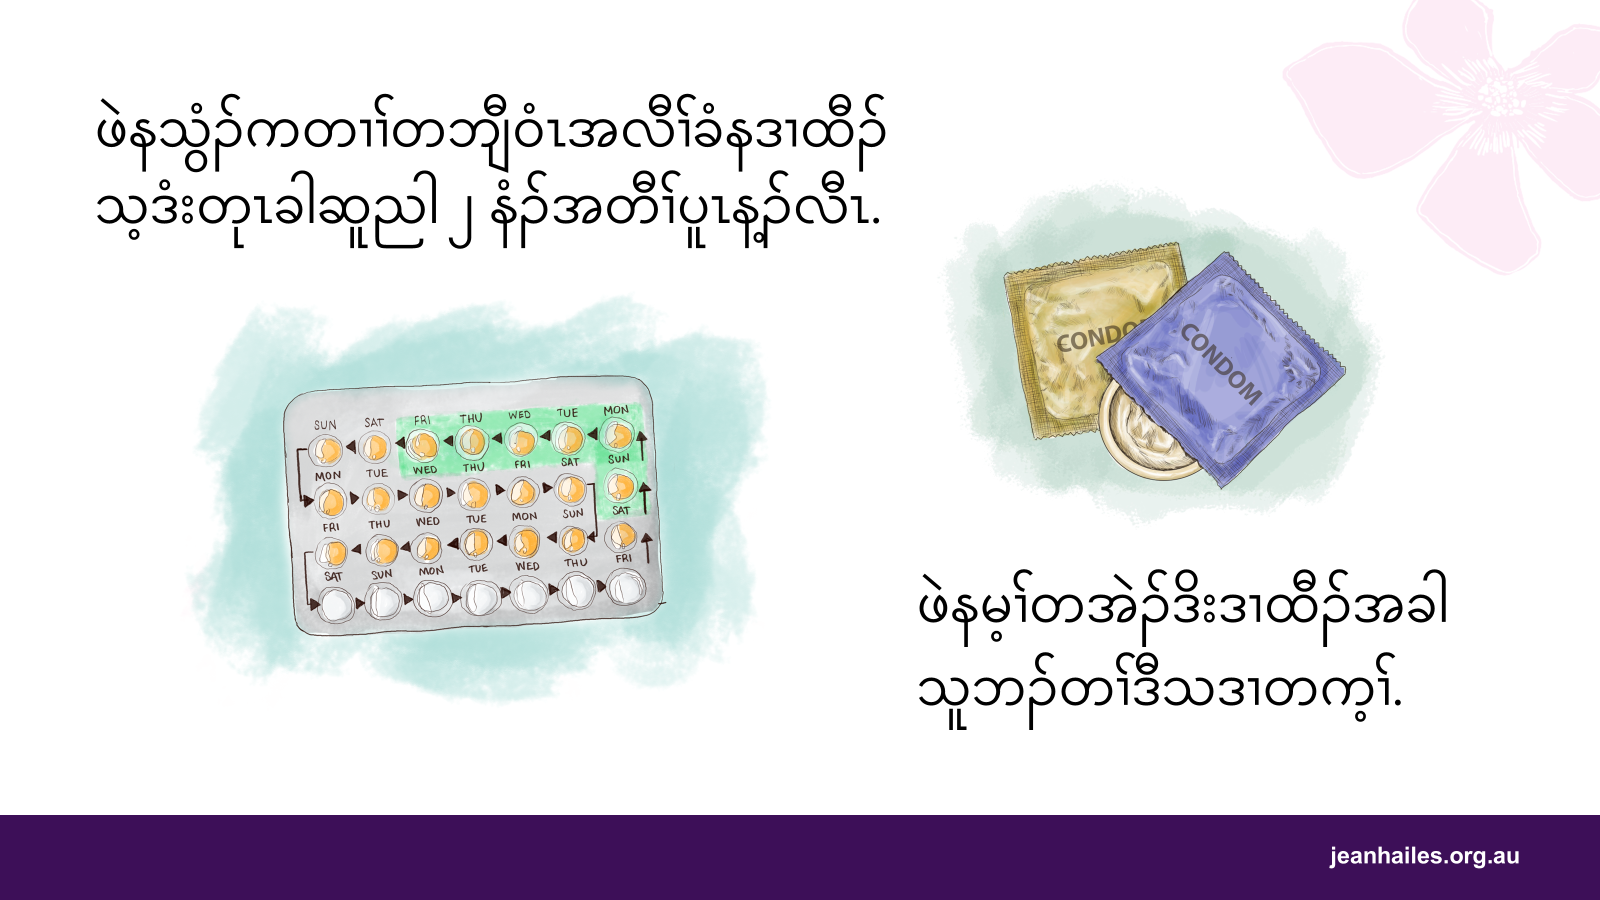 ဖဲနသွံၣ်ကတၢၢ်တဘျီဝံၤအလီၢ်ခံနဒၢထီၣ်
သ့ဒံးတုၤခါဆူညါ ၂ နံၣ်အတီၢ်ပူၤန့ၣ်လီၤ.
SUN SAT FRI THU WED TUE MON
MON TUE WED THU FRI SAT SUN
FRI THU WED TUE MON SUN SAT
SAT SUN MON TUE WED THU FRI
CONDO
CONDOM
ဖဲနမ့ၢ်တအဲၣ်ဒိးဒၢထီၣ်အခါ
သူဘၣ်တၢ်ဒီသဒၢတက့ၢ်.
jeanhailes.org.au